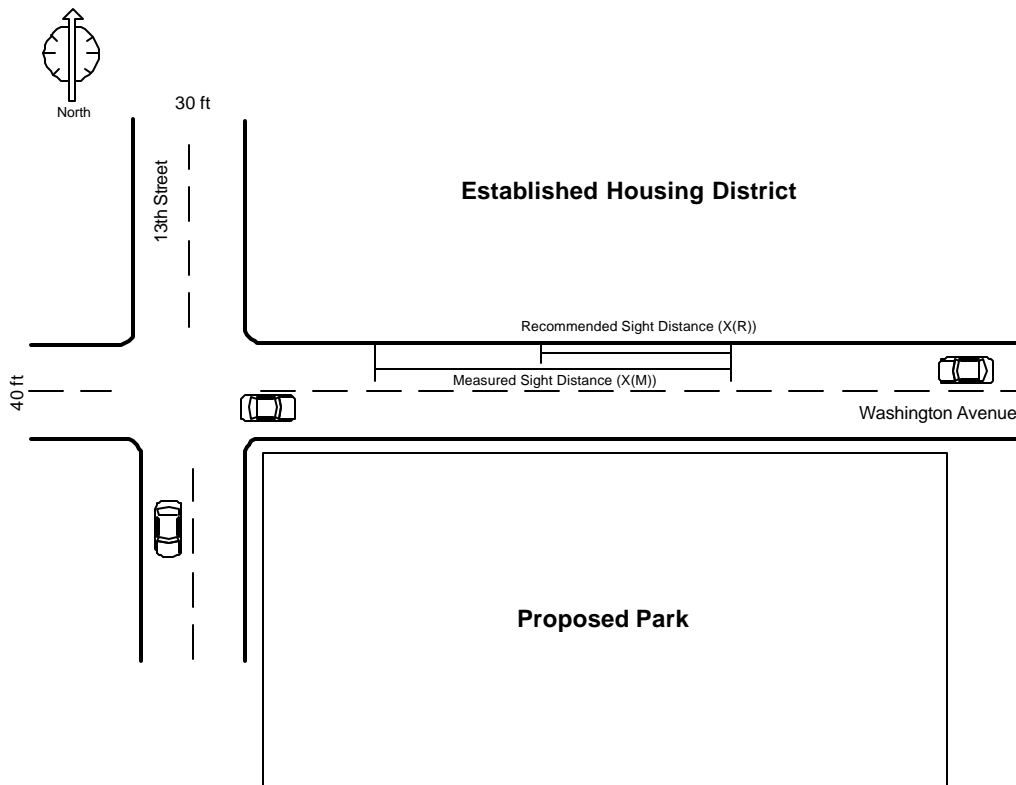 30 ft
North
13th Street
Established Housing District
Recommended Sight Distance (X(R))
Measured Sight Distance (X(M))
40 ft
Washington Avenue
Proposed Park